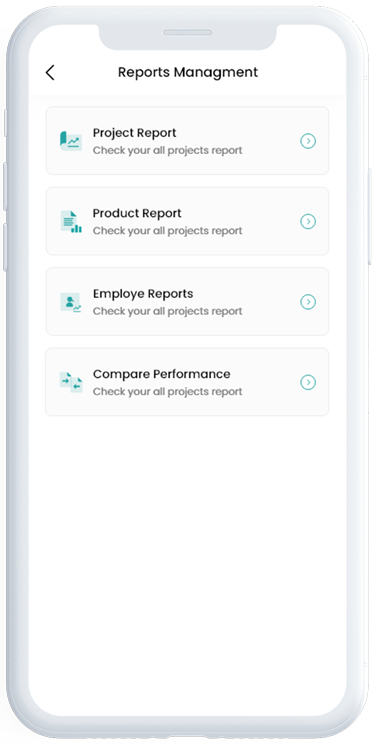 Reports Managment
Project Report
Check your all projects report
Product Report
Check your all projects report
Employe Reports
Check your all projects report
Compare Performance
Check your all projects report